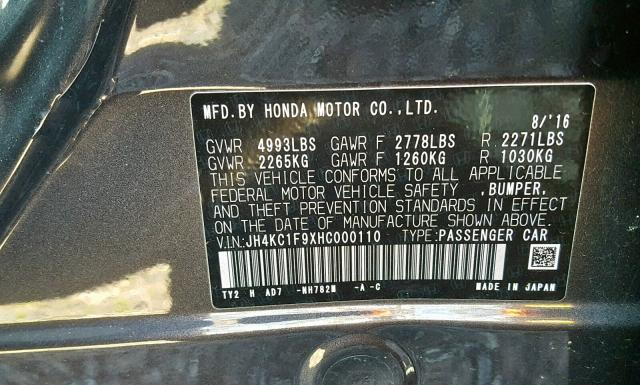 MFD.BY HONDA MOTOR CO.,LTD.
8/'16
GVWR 4993LBS GAWR F 2778LBS R 2271LBS
GVWR 2265KG GAWR F 1260KG R 1030KG
THIS VEHICLE CONFORMS TO ALL APPLICABLE
FEDERAL MOTOR VEHICLE SAFETY ,BUMPER,
AND THEFT PREVENTION STANDARDS IN EFFECT
ON THE DATE OF MANUFACTURE SHOWN ABOVE.
V.I.N:JH4KC1F9XHC000110 TYPE:PASSENGER CAR
TY2 H AD7 -NH782M -A -C MADE IN JAPAN